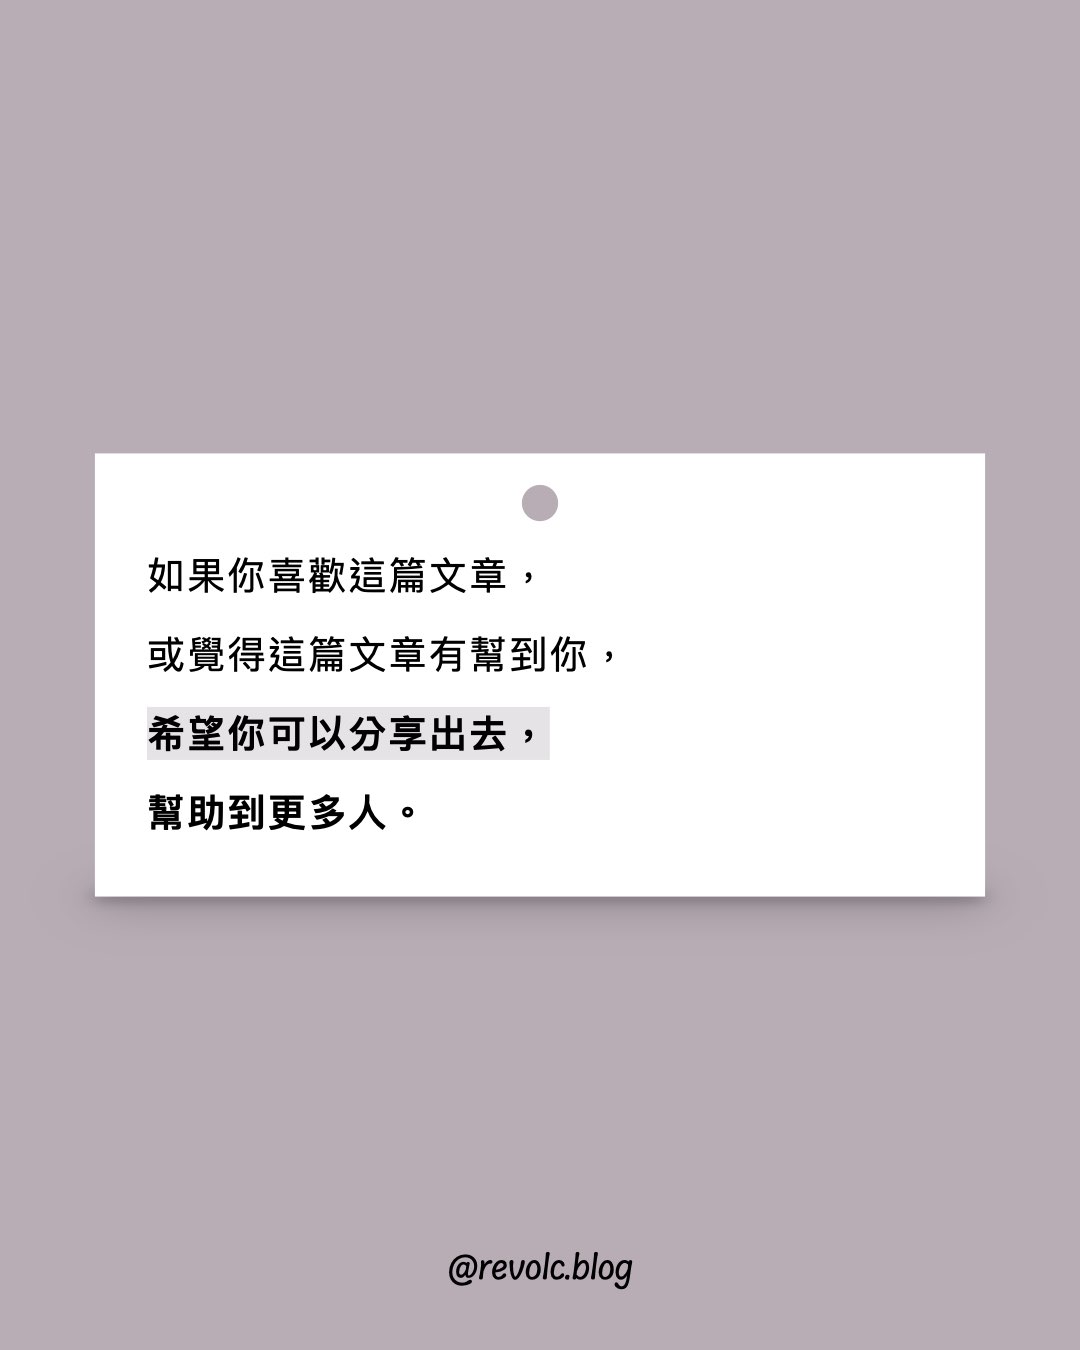 如果你喜歡這篇文章，
或覺得這篇文章有幫到你，
希望你可以分享出去，
幫助到更多人。
@revolc.blog